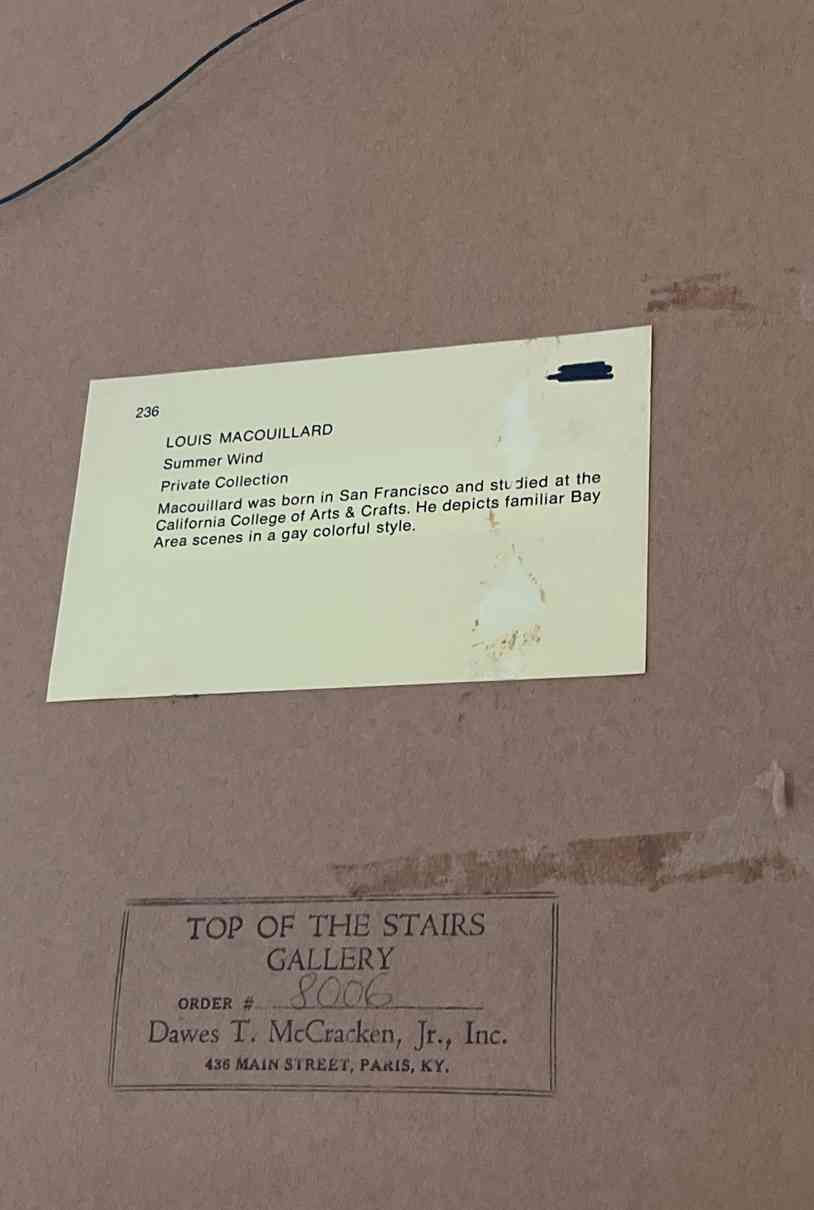 236
LOUIS MACOUILLARD
Summer Wind
Private Collection
Macouillard was born in San Francisco and studied at the
California College of Arts & Crafts. He depicts familiar Bay
Area scenes in a gay colorful style.
TOP OF THE STAIRS
GALLERY
ORDER # 8006
Dawes T. McCracken, Jr., Inc.
436 MAIN STREET, PARIS, KY.